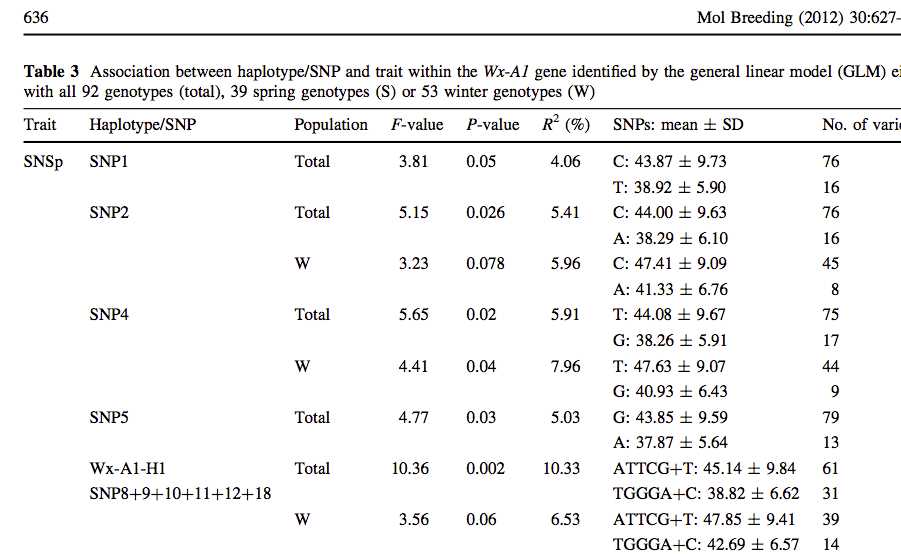 636 Mol Breeding (2012) 30:627–
Table 3 Association between haplotype/SNP and trait within the Wx-A1 gene identified by the general linear model (GLM) ei
with all 92 genotypes (total), 39 spring genotypes (S) or 53 winter genotypes (W)
Trait Haplotype/SNP Population F-value P-value R² (%) SNPs: mean ± SD No. of varie
SNSp SNP1 Total 3.81 0.05 4.06 C: 43.87 ± 9.73 76
T: 38.92 ± 5.90 16
SNP2 Total 5.15 0.026 5.41 C: 44.00 ± 9.63 76
A: 38.29 ± 6.10 16
W 3.23 0.078 5.96 C: 47.41 ± 9.09 45
A: 41.33 ± 6.76 8
SNP4 Total 5.65 0.02 5.91 T: 44.08 ± 9.67 75
G: 38.26 ± 5.91 17
W 4.41 0.04 7.96 T: 47.63 ± 9.07 44
G: 40.93 ± 6.43 9
SNP5 Total 4.77 0.03 5.03 G: 43.85 ± 9.59 79
A: 37.87 ± 5.64 13
Wx-A1-H1 Total 10.36 0.002 10.33 ATTCG+T: 45.14 ± 9.84 61
SNP8+9+10+11+12+18 TGGGA+C: 38.82 ± 6.62 31
W 3.56 0.06 6.53 ATTCG+T: 47.85 ± 9.41 39
TGGGA+C: 42.69 ± 6.57 14